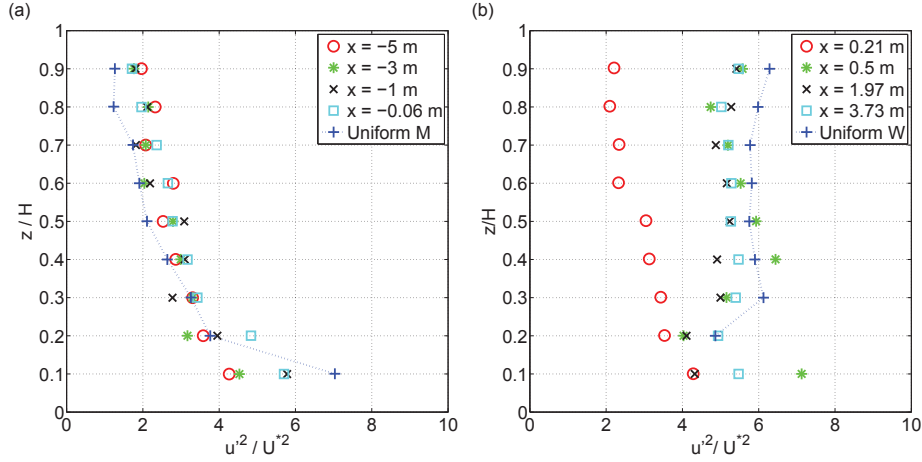 (a)
1
0.9
0.8
0.7
0.6
0.5
0.4
0.3
0.2
0.1
0
z / H
0 2 4 6 8 10
u'² / U*²
x = −5 m
x = −3 m
x = −1 m
x = −0.06 m
Uniform M
(b)
1
0.9
0.8
0.7
0.6
0.5
0.4
0.3
0.2
0.1
0
z/H
0 2 4 6 8 10
u'² / U*²
x = 0.21 m
x = 0.5 m
x = 1.97 m
x = 3.73 m
Uniform W